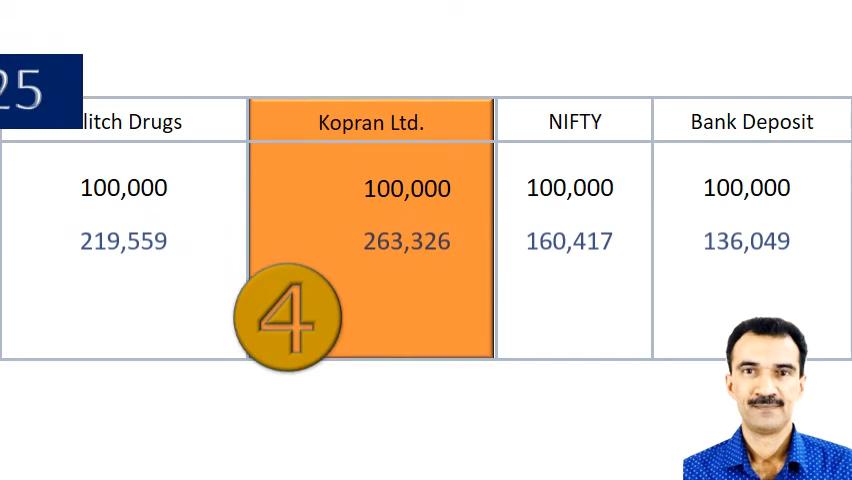 25
litch Drugs Kopran Ltd. NIFTY Bank Deposit
100,000 100,000 100,000 100,000
219,559 263,326 160,417 136,049
4